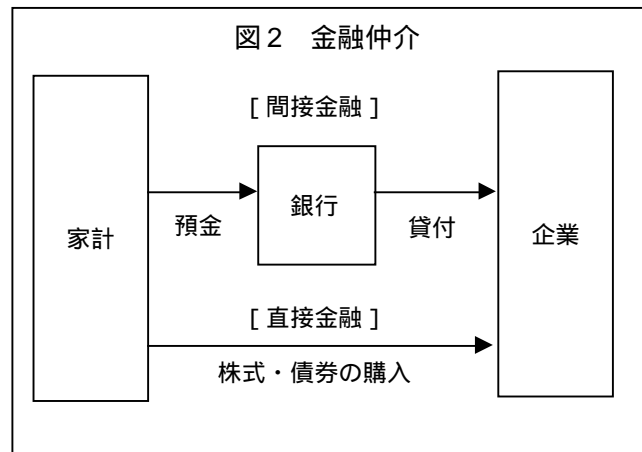 図2 金融仲介
[間接金融]
家計
預金
銀行
貸付
企業
[直接金融]
株式・債券の購入